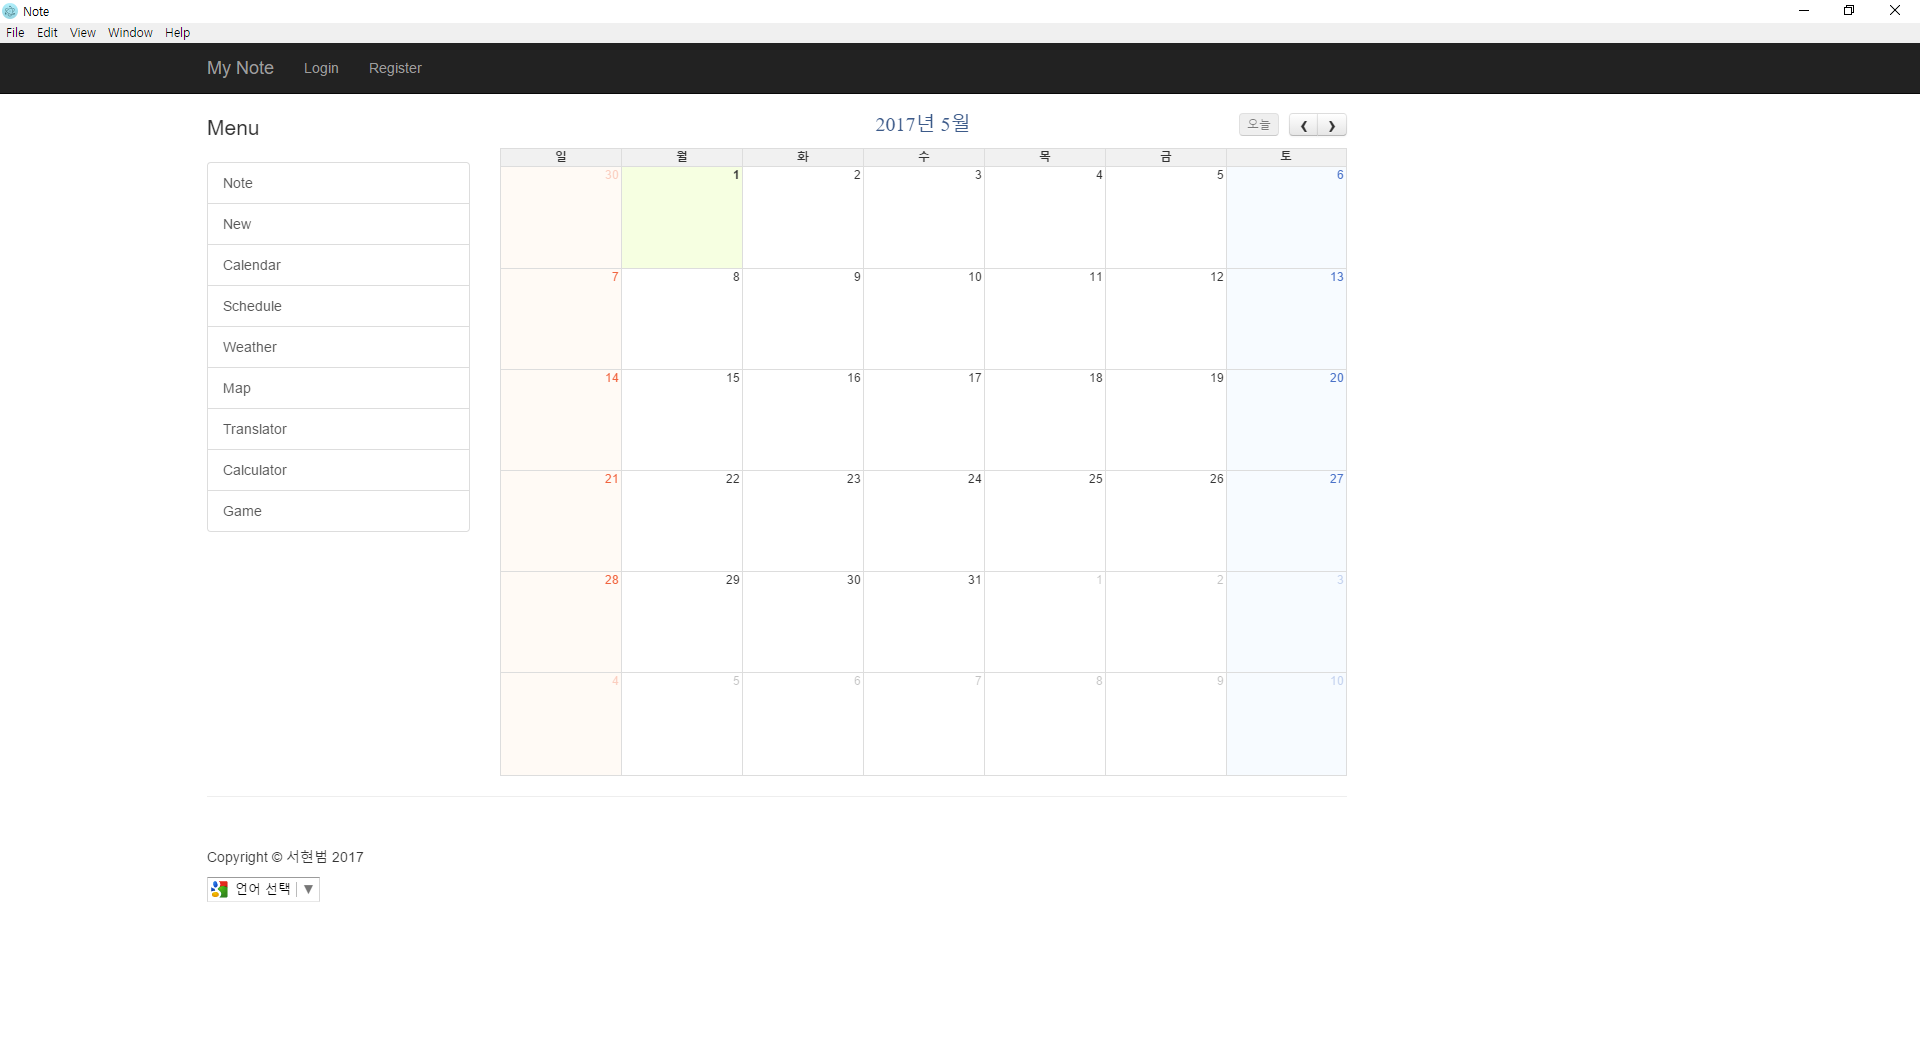 Note
File Edit View Window Help
My Note Login Register
Menu
Note
New
Calendar
Schedule
Weather
Map
Translator
Calculator
Game
2017년 5월 오늘 ❮ ❯
일 월 화 수 목 금 토
30 1 2 3 4 5 6
7 8 9 10 11 12 13
14 15 16 17 18 19 20
21 22 23 24 25 26 27
28 29 30 31 1 2 3
4 5 6 7 8 9 10
Copyright © 서현범 2017
언어 선택 ▼